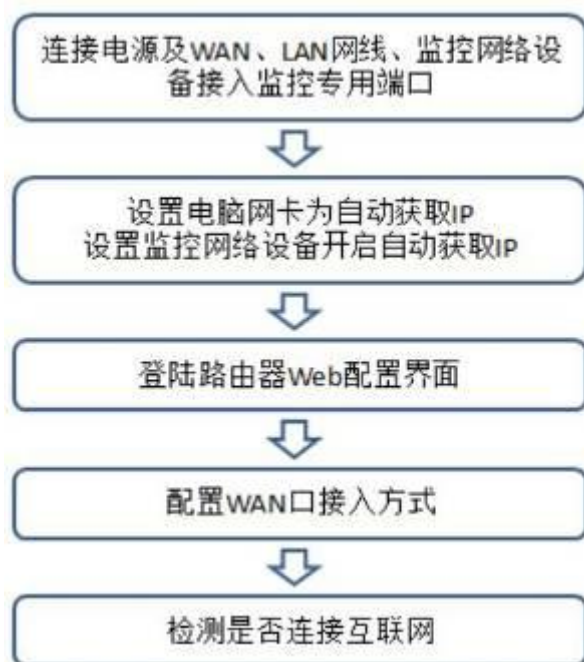 连接电源及WAN、LAN网线、监控网络设
备接入监控专用端口
设置电脑网卡为自动获取IP
设置监控网络设备开启自动获取IP
登陆路由器Web配置界面
配置WAN口接入方式
检测是否连接互联网